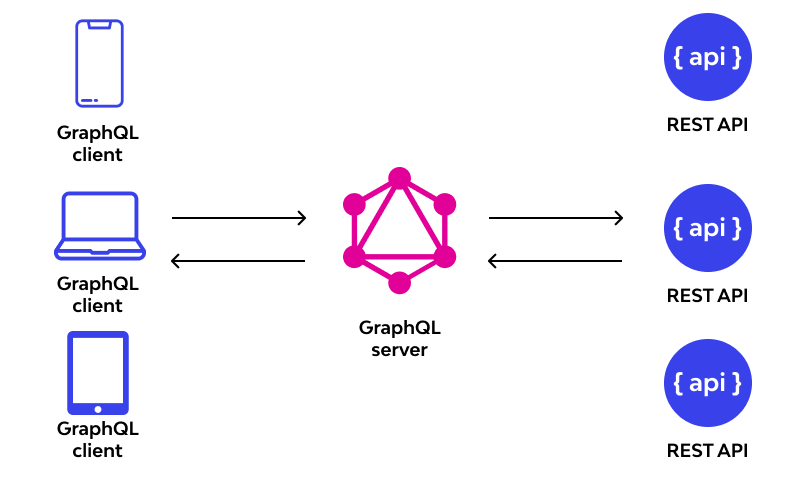 { api }
REST API
GraphQL
client
{ api }
REST API
GraphQL
client
GraphQL
server
{ api }
REST API
GraphQL
client